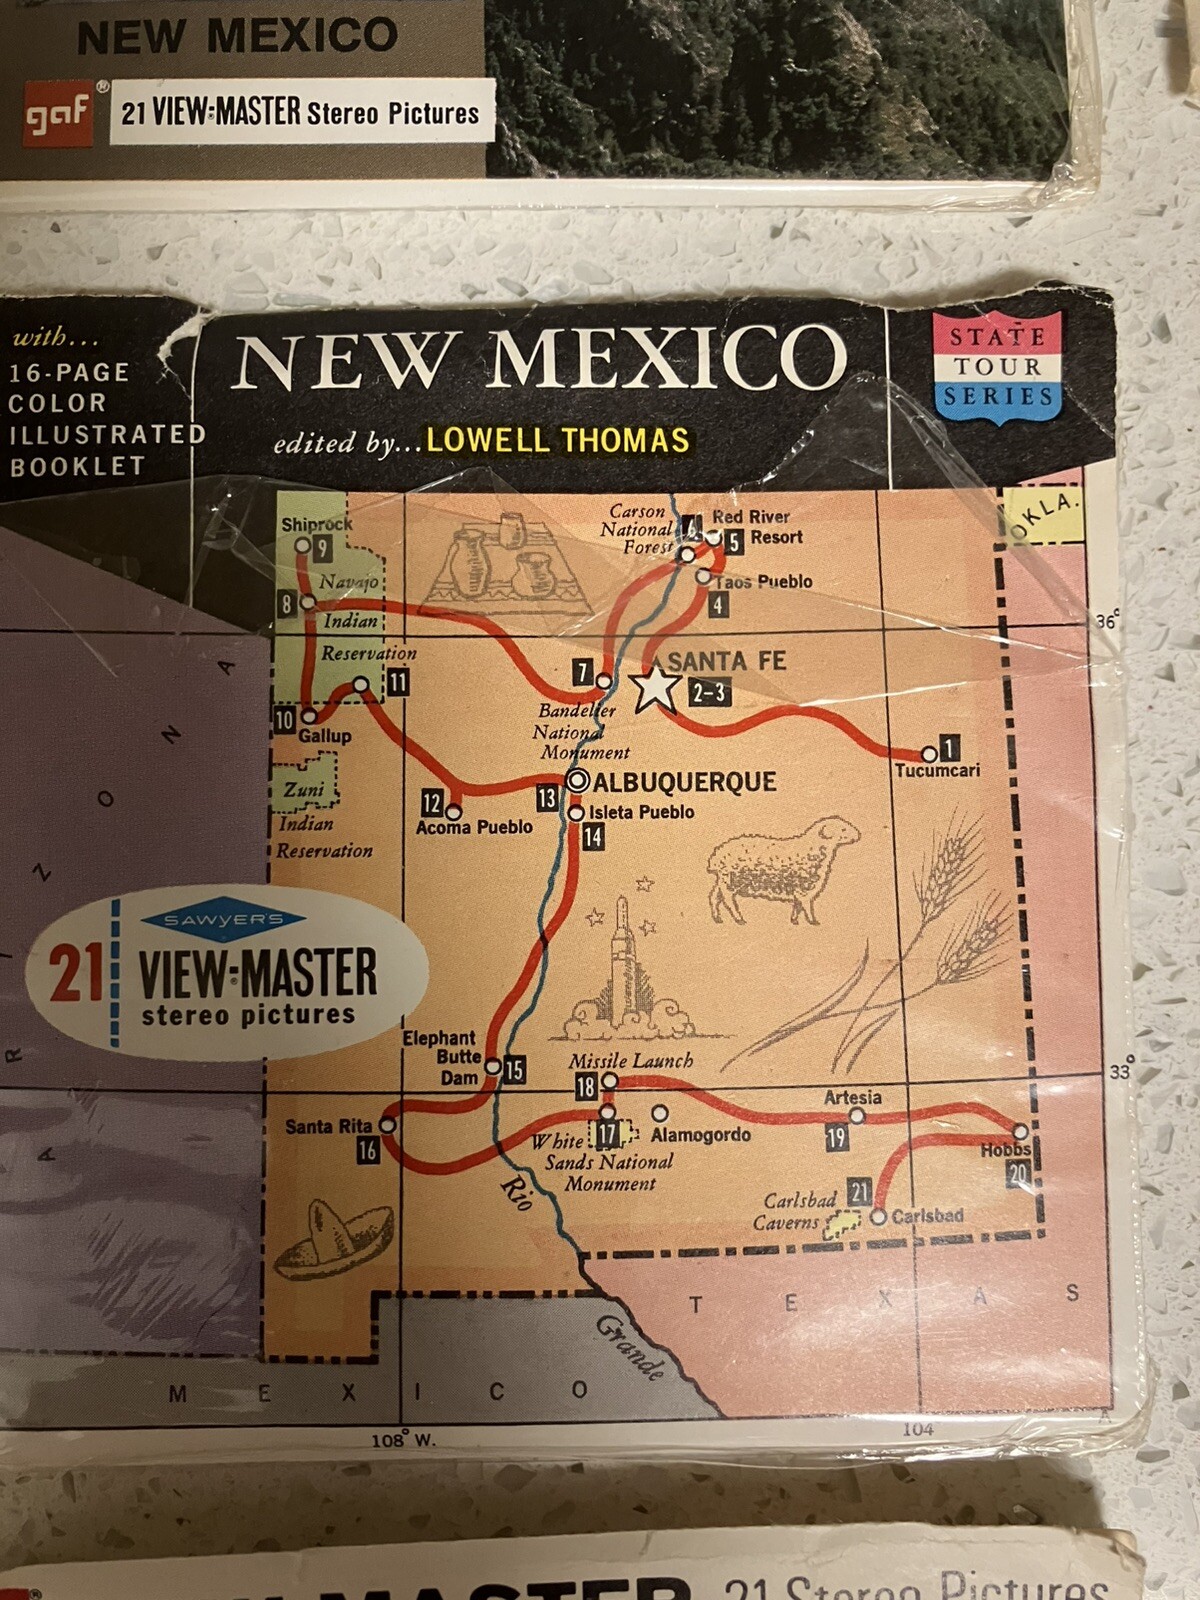 NEW MEXICO
gaf®
21 VIEW-MASTER Stereo Pictures
with...
16-PAGE
COLOR
ILLUSTRATED
BOOKLET
NEW MEXICO
edited by...LOWELL THOMAS
STATE
TOUR
SERIES
OKLA.
Carson
National
Forest
6
Red River
5 Resort
Taos Pueblo
4
Shiprock
9
Navajo
8
Indian
Reservation
11
10
Gallup
36°
7
SANTA FE
2-3
Bandelier
National
Monument
1
Tucumcari
Zuni
Indian
Reservation
12
Acoma Pueblo
13
ALBUQUERQUE
Isleta Pueblo
14
ARIZONA
SAWYER'S
21 VIEW-MASTER
stereo pictures
Elephant
Butte
Dam
15
Missile Launch
18
33°
Santa Rita
16
White
17
Sands National
Monument
Alamogordo
Artesia
19
Hobbs
20
Carlsbad
Caverns
21
Carlsbad
Rio
Grande
TEXAS
MEXICO
108° W.
104
21 Stereo Pictures